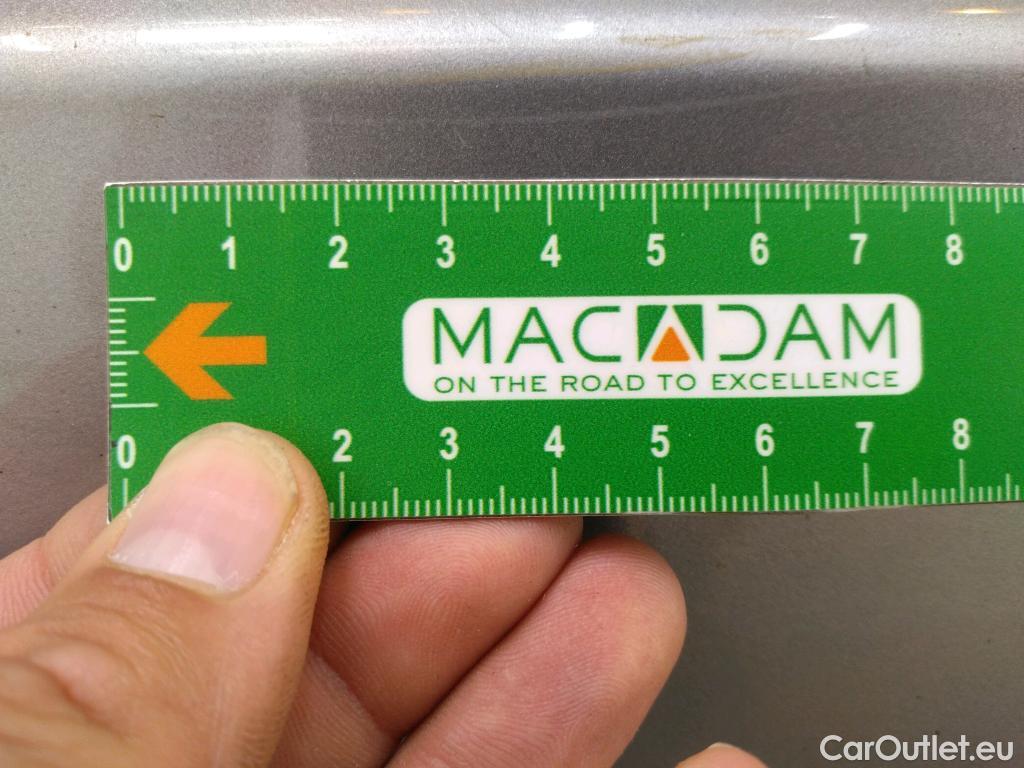 0 1 2 3 4 5 6 7 8
MACADAM
ON THE ROAD TO EXCELLENCE
0 2 3 4 5 6 7 8
CarOutlet.eu